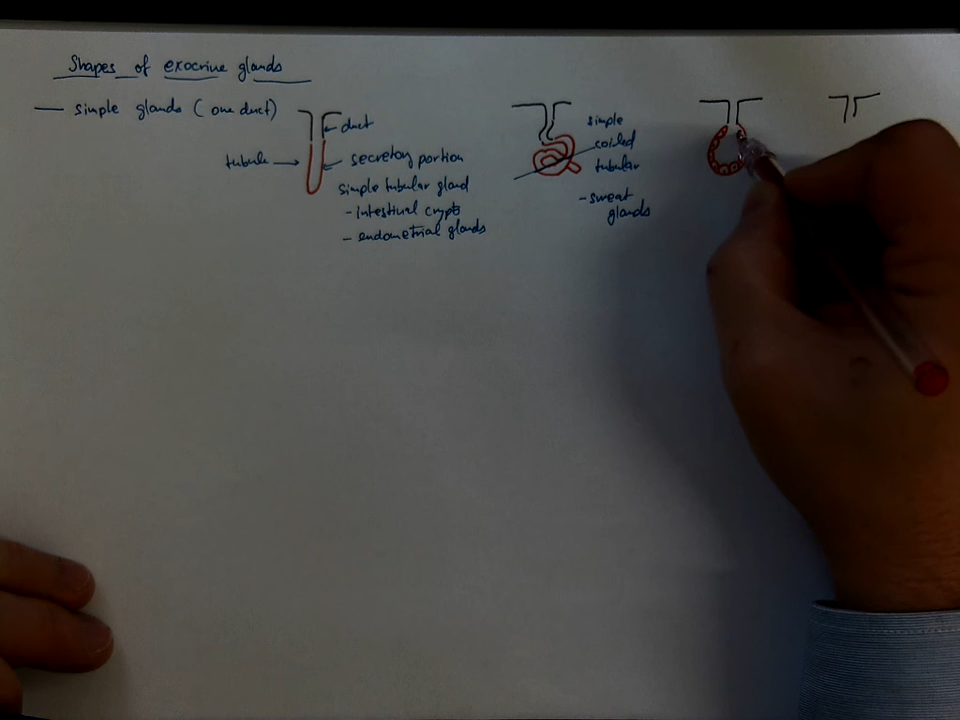 Shapes of exocrine glands
— simple glands (one duct)
duct
tubule
secretory portion
simple tubular gland
- intestinal crypts
- endometrial glands
simple
coiled
tubular
- sweat
glands